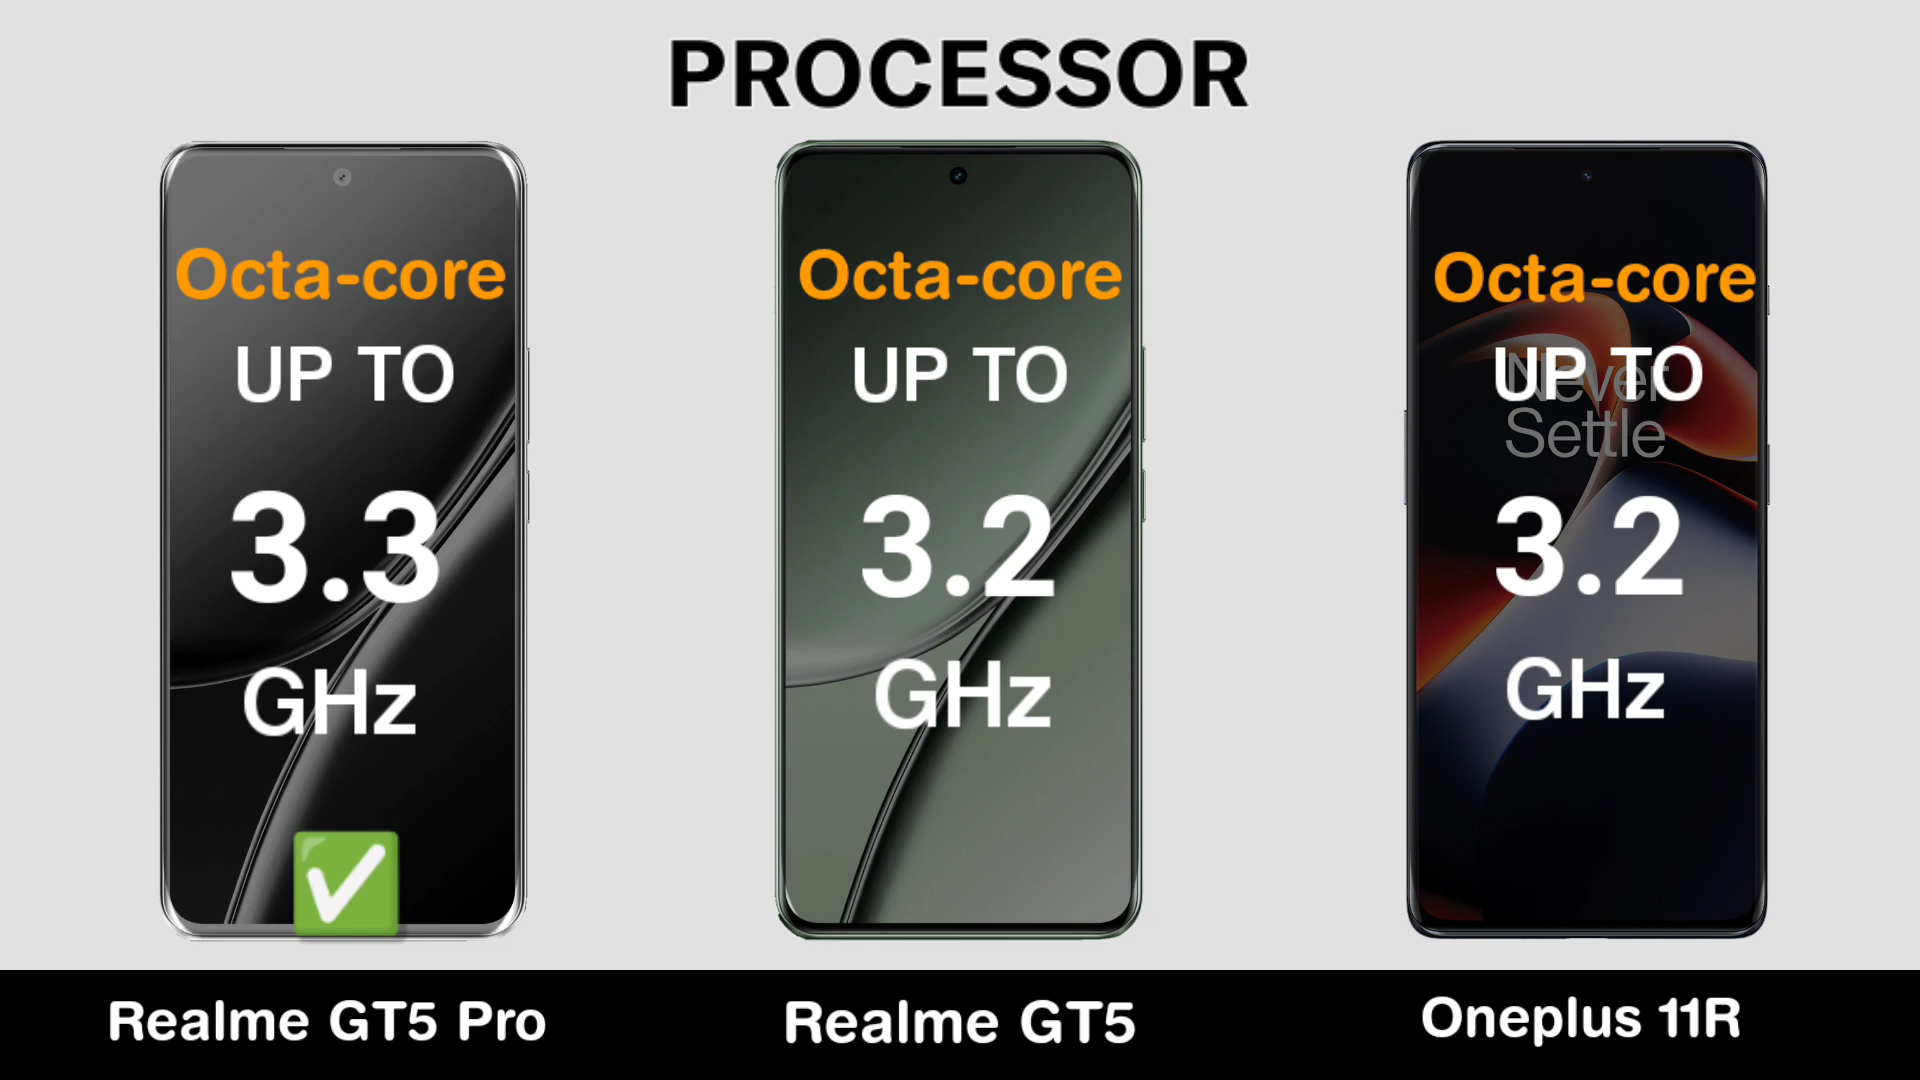 PROCESSOR
Octa-core
UP TO
3.3
GHz
Realme GT5 Pro
Octa-core
UP TO
3.2
GHz
Realme GT5
Octa-core
UP TO
Never
Settle
3.2
GHz
Oneplus 11R